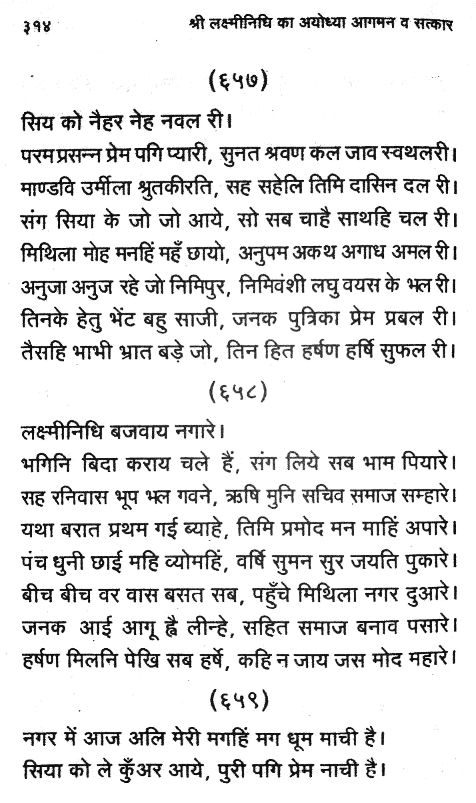 ३१४ श्री लक्ष्मीनिधि का अयोध्या आगमन व सत्कार
(६५७)
सिय को नैहर नेह नवल री।
परम प्रसन्न प्रेम पगि प्यारी, सुनत श्रवण कल जाव स्वथलरी।
माण्डवि उर्मीला श्रुतकीरति, सह सहेलि तिमि दासिन दल री।
संग सिया के जो जो आये, सो सब चाहै साथहि चल री।
मिथिला मोह मनहिं महँ छायो, अनुपम अकथ अगाध अमल री।
अनुजा अनुज रहे जो निमिपुर, निमिवंशी लघु वयस के भल री।
तिनके हेतु भेंट बहु साजी, जनक पुत्रिका प्रेम प्रबल री।
तैसहि भाभी भ्रात बड़े जो, तिन हित हर्षण हर्षि सुफल री।
(६५८)
लक्ष्मीनिधि बजवाय नगारे।
भगिनि बिदा कराय चले हैं, संग लिये सब भाम पियारे।
सह रनिवास भूप भल गवने, ऋषि मुनि सचिव समाज सम्हारे।
यथा बरात प्रथम गई ब्याहे, तिमि प्रमोद मन माहिं अपारे।
पंच धुनी छाई महि व्योमहिं, वर्षि सुमन सुर जयति पुकारे।
बीच बीच वर वास बसत सब, पहुँचे मिथिला नगर दुआरे।
जनक आई आगू ह्वै लीन्हे, सहित समाज बनाव पसारे।
हर्षण मिलनि पेखि सब हर्षे, कहि न जाय जस मोद महारे।
(६५९)
नगर में आज अलि मेरी मगहिं मग धूम माची है।
सिया को ले कुँअर आये, पुरी पगि प्रेम नाची है।